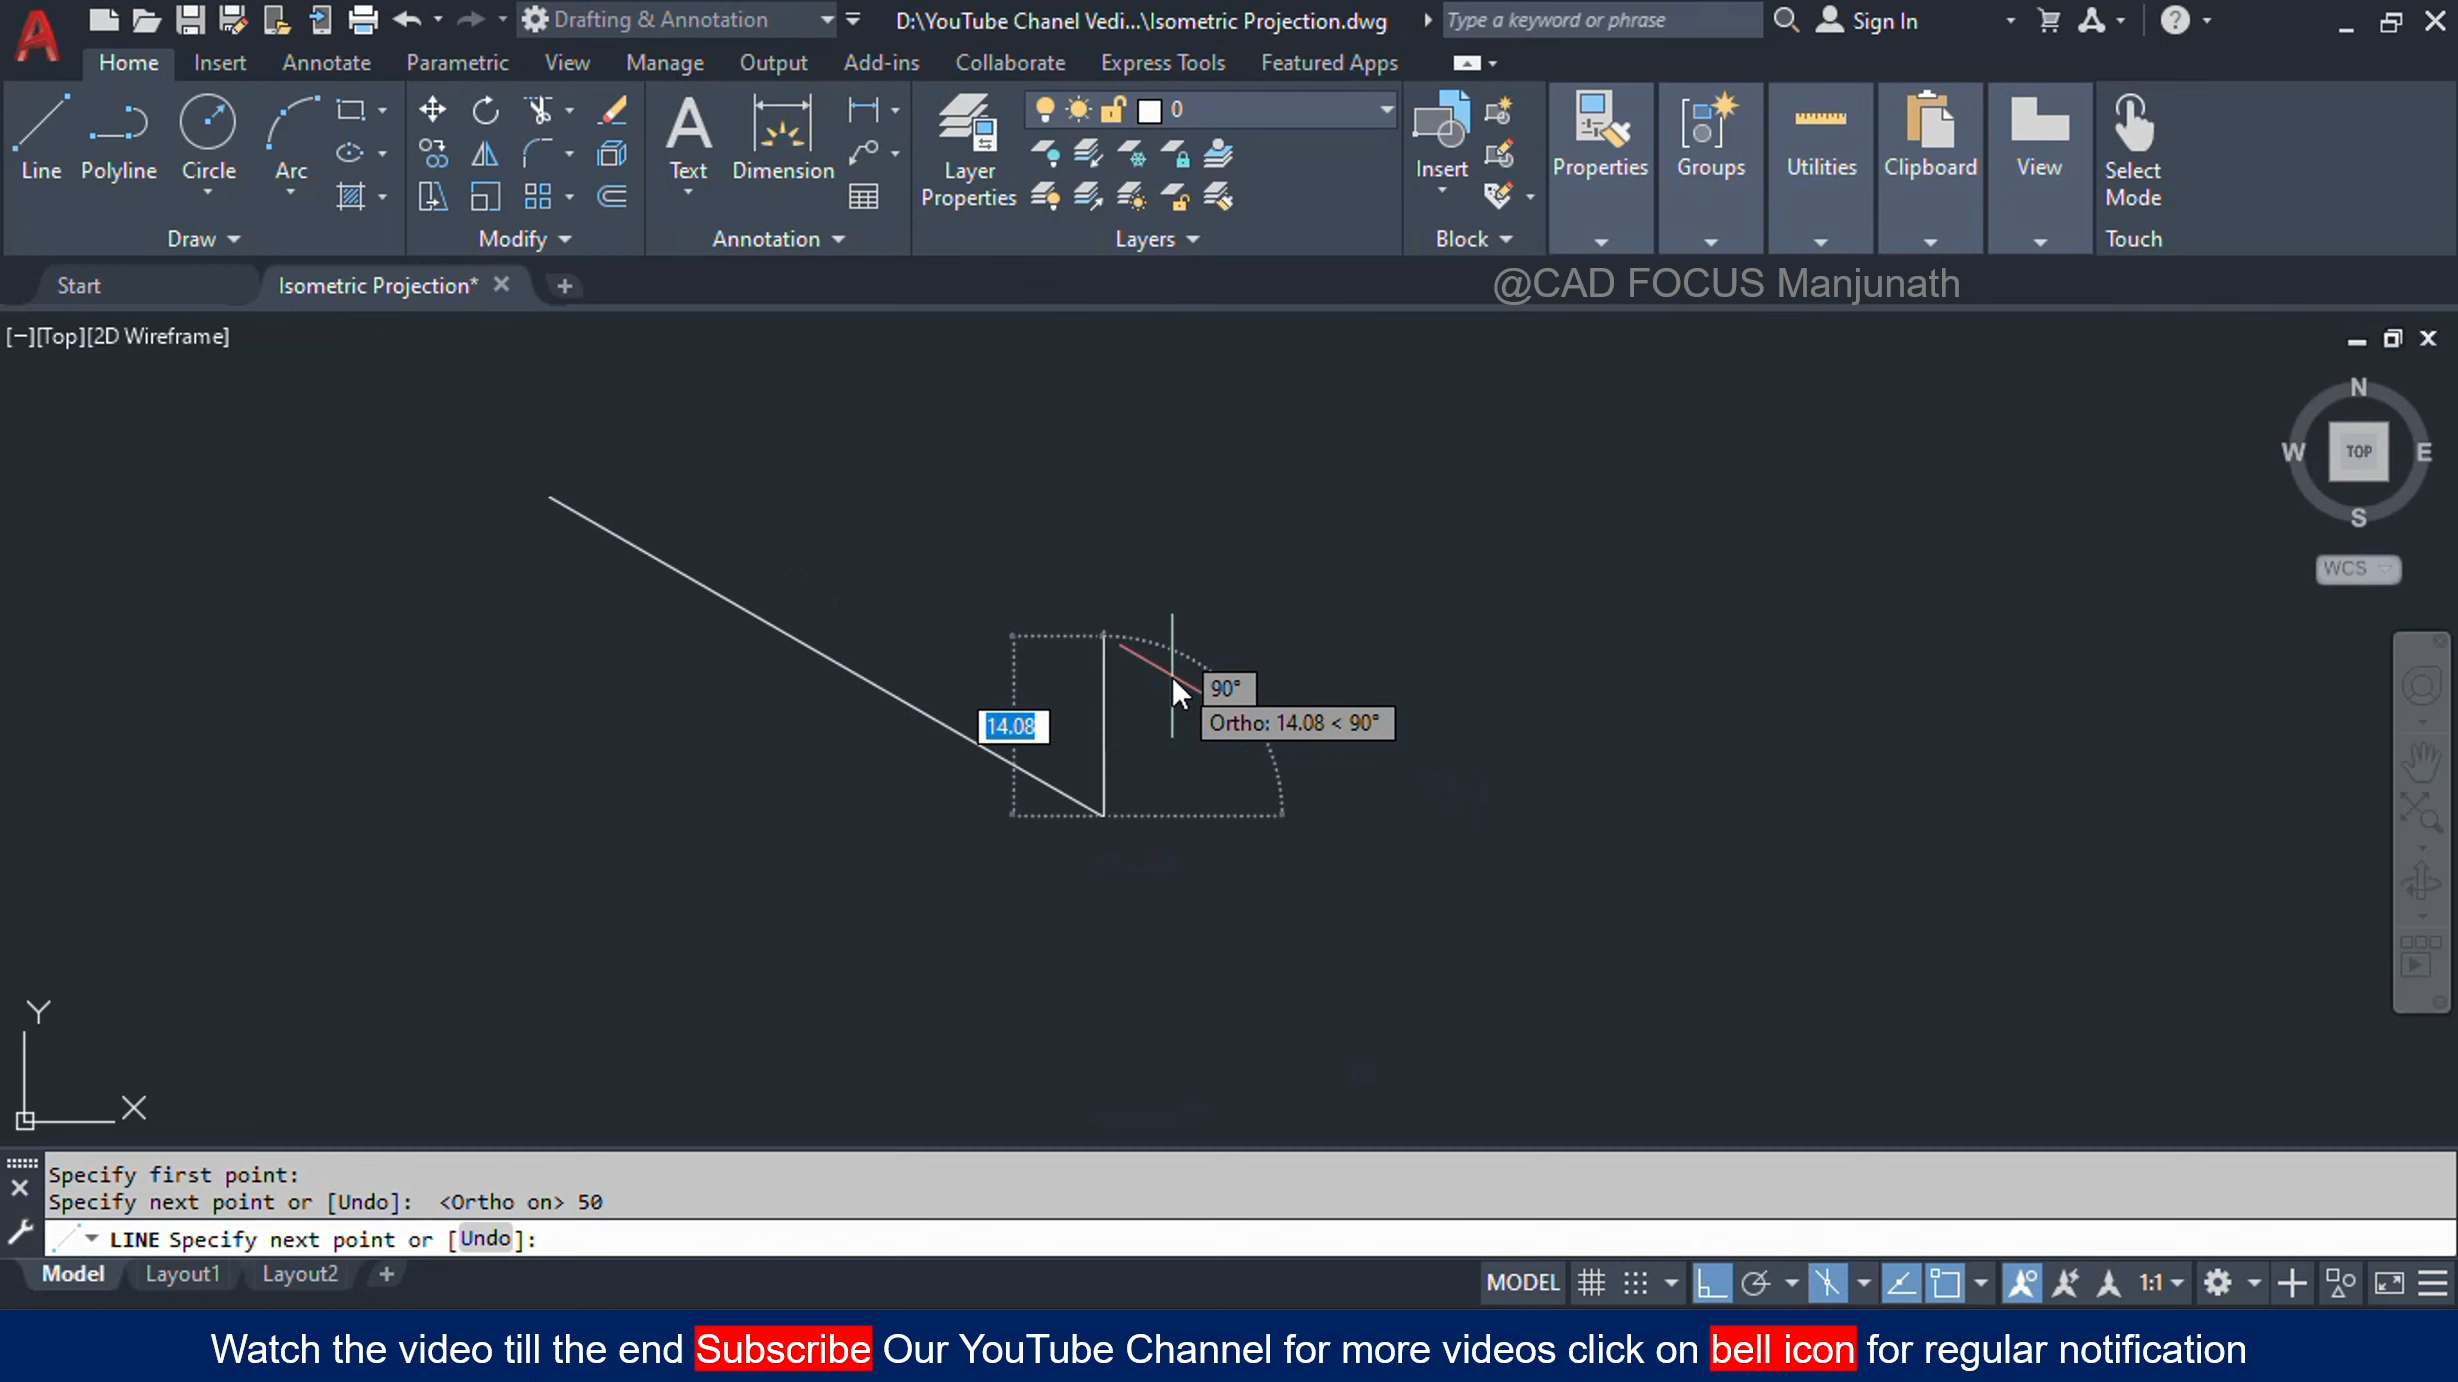 Drafting & Annotation
D:\YouTube Chanel Vedi...\Isometric Projection.dwg
Type a keyword or phrase
Sign In
Home Insert Annotate Parametric View Manage Output Add-ins Collaborate Express Tools Featured Apps
0
Line Polyline Circle Arc
Text Dimension
Layer Properties
Insert
Properties Groups Utilities Clipboard View
Select Mode
Draw Modify Annotation Layers Block Touch
Start Isometric Projection*
@CAD FOCUS Manjunath
[−][Top][2D Wireframe]
N
W TOP E
S
WCS
90°
14.08
Ortho: 14.08 < 90°
Y
X
Specify first point:
Specify next point or [Undo]: <Ortho on> 50
LINE Specify next point or [Undo]:
Model Layout1 Layout2
MODEL 1:1
Watch the video till the end Subscribe Our YouTube Channel for more videos click on bell icon for regular notification